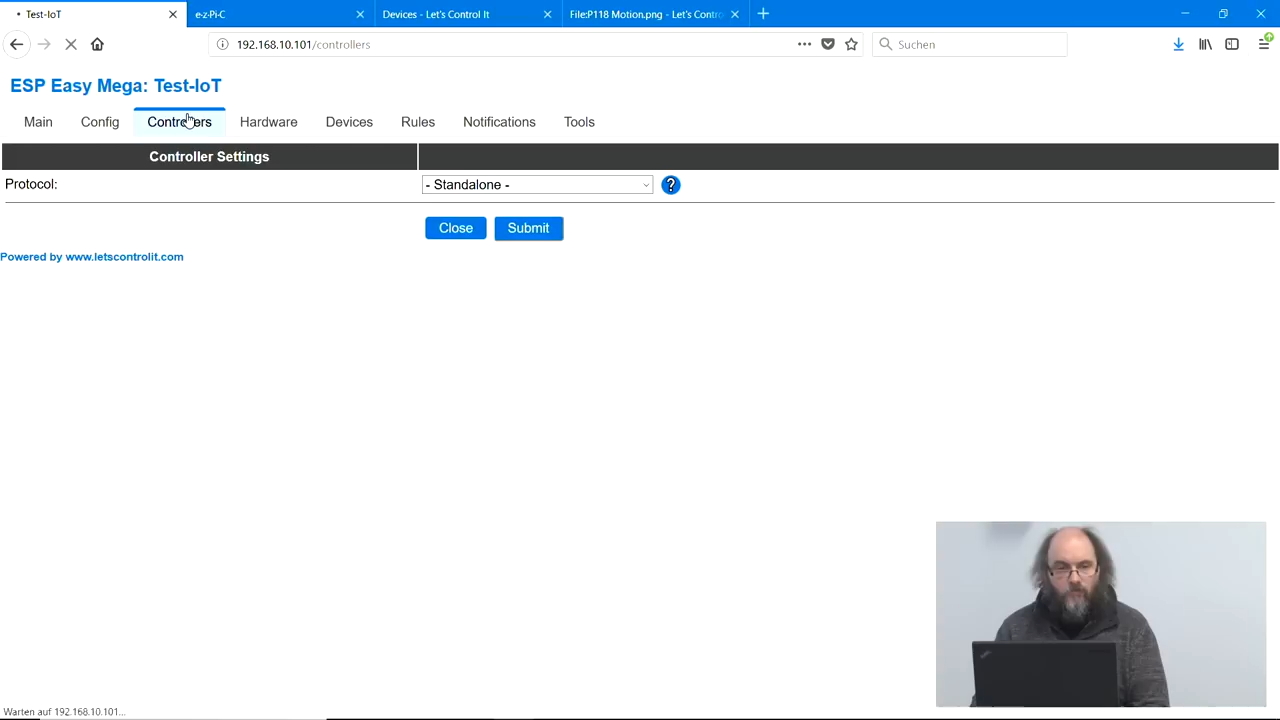 Test-IoT
e-z-Pi-C
Devices - Let's Control It
File:P118 Motion.png - Let's Contro
192.168.10.101/controllers
Suchen
ESP Easy Mega: Test-IoT
Main
Config
Controllers
Hardware
Devices
Rules
Notifications
Tools
Controller Settings
Protocol:
- Standalone -
?
Close
Submit
Powered by www.letscontrolit.com
Warten auf 192.168.10.101...